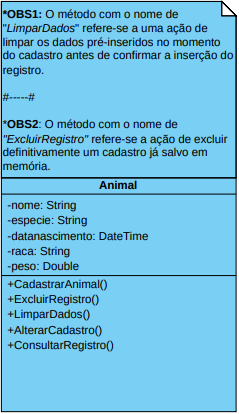 *OBS1: O método com o nome de
"LimparDados" refere-se a uma ação de
limpar os dados pré-inseridos no momento
do cadastro antes de confirmar a inserção do
registro.
#-----#
*OBS2: O método com o nome de
"ExcluirRegistro" refere-se a ação de excluir
definitivamente um cadastro já salvo em
memória.
Animal
-nome: String
-especie: String
-datanascimento: DateTime
-raca: String
-peso: Double
+CadastrarAnimal()
+ExcluirRegistro()
+LimparDados()
+AlterarCadastro()
+ConsultarRegistro()